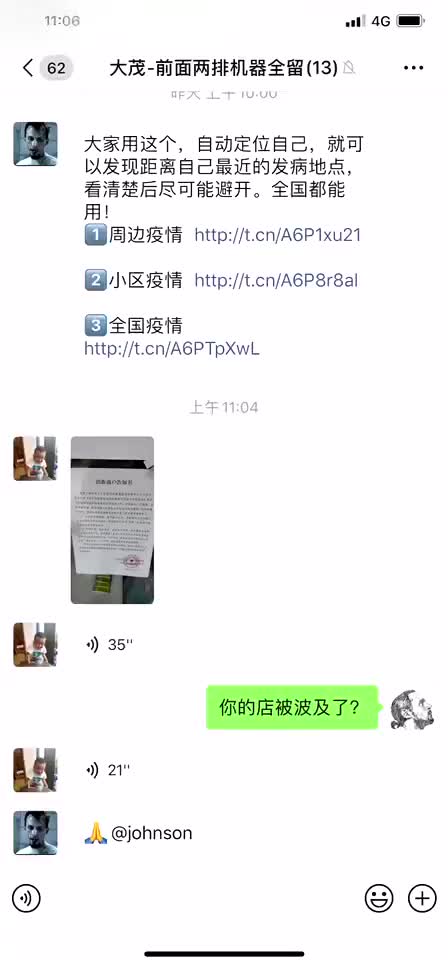 11:06
4G
62
大茂-前面两排机器全留(13)
昨天 上午 10:00
大家用这个，自动定位自己，就可
以发现距离自己最近的发病地点，
看清楚后尽可能避开。全国都能
用！
1周边疫情 http://t.cn/A6P1xu21
2小区疫情 http://t.cn/A6P8r8al
3全国疫情
http://t.cn/A6PTpXwL
上午 11:04
35''
你的店被波及了？
21''
🙏@johnson